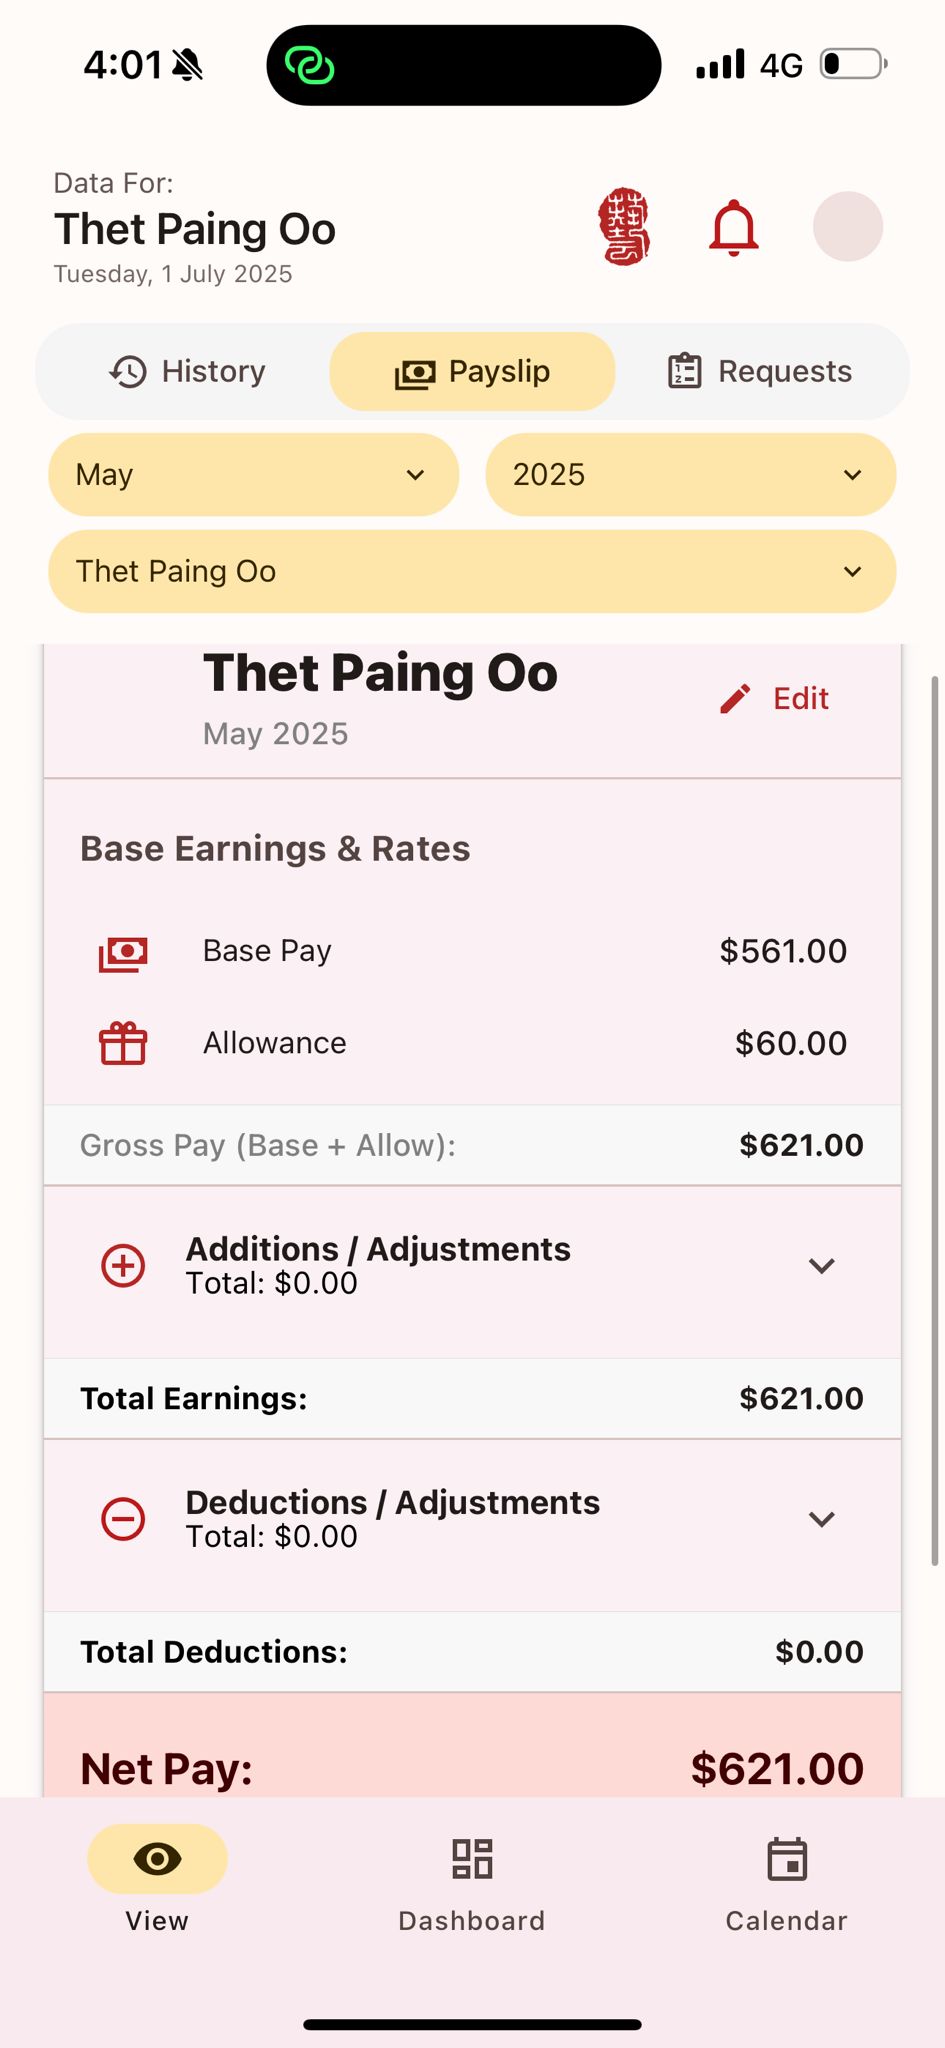 4:01
4G
Data For:
Thet Paing Oo
Tuesday, 1 July 2025
History
Payslip
Requests
May
2025
Thet Paing Oo
Thet Paing Oo
May 2025
Edit
Base Earnings & Rates
Base Pay
$561.00
Allowance
$60.00
Gross Pay (Base + Allow):
$621.00
Additions / Adjustments
Total: $0.00
Total Earnings:
$621.00
Deductions / Adjustments
Total: $0.00
Total Deductions:
$0.00
Net Pay:
$621.00
View
Dashboard
Calendar